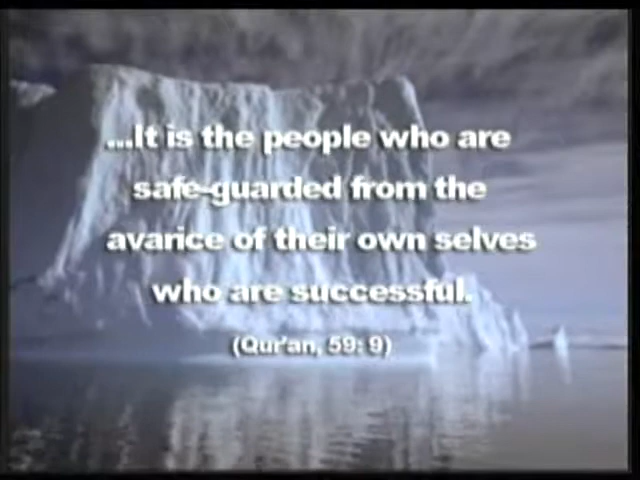 ...It is the people who are
safe-guarded from the
avarice of their own selves
who are successful.
(Qur'an, 59: 9)